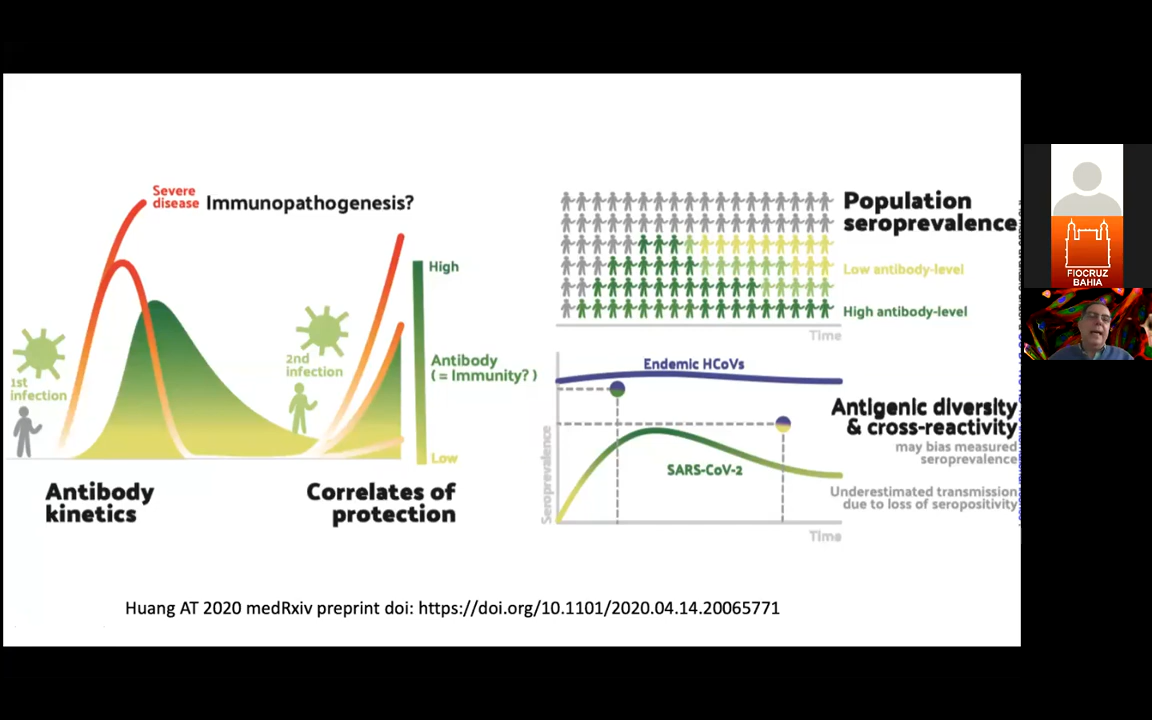 Severe
disease
Immunopathogenesis?
High
1st
infection
2nd
infection
Antibody
(= Immunity?)
Low
Antibody
kinetics
Correlates of
protection
Population
seroprevalence
Low antibody-level
High antibody-level
Time
Endemic HCoVs
Antigenic diversity
& cross-reactivity
may bias measured
seroprevalence
SARS-CoV-2
Underestimated transmission
due to loss of seropositivity
Seroprevalence
Time
Huang AT 2020 medRxiv preprint doi: https://doi.org/10.1101/2020.04.14.20065771
FIOCRUZ
BAHIA